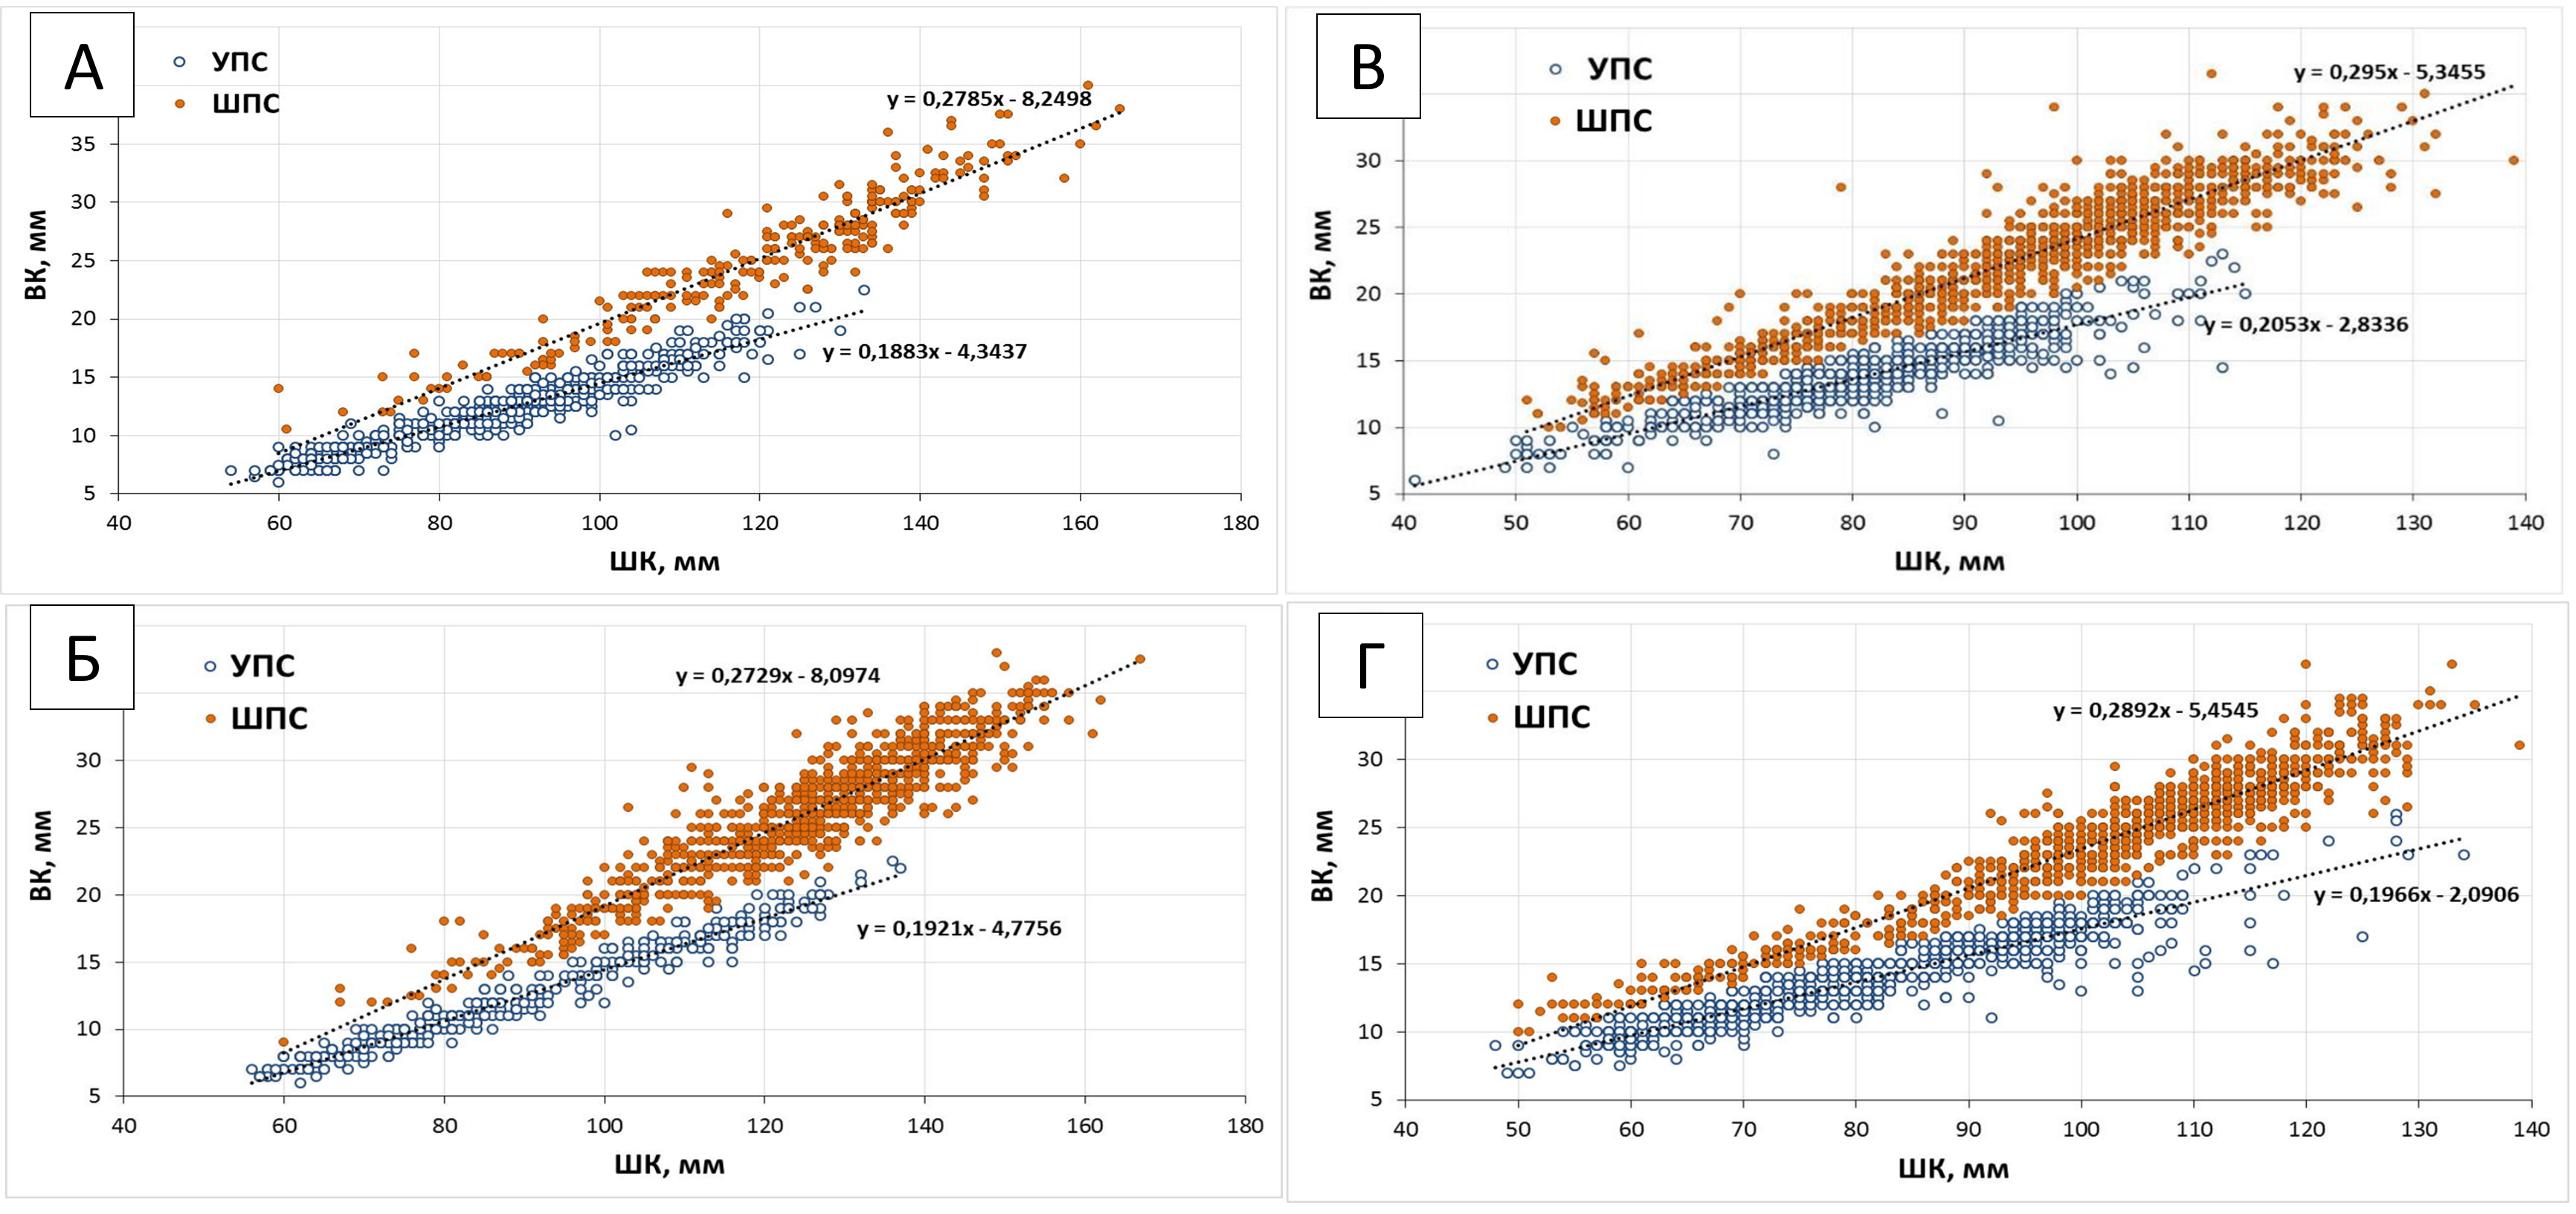 А
УПС
ШПС
y = 0,2785x - 8,2498
y = 0,1883x - 4,3437
ВК, мм
35
30
25
20
15
10
5
40 60 80 100 120 140 160 180
ШК, мм
В
УПС
ШПС
y = 0,295x - 5,3455
y = 0,2053x - 2,8336
ВК, мм
30
25
20
15
10
5
40 50 60 70 80 90 100 110 120 130 140
ШК, мм
Б
УПС
ШПС
y = 0,2729x - 8,0974
y = 0,1921x - 4,7756
ВК, мм
30
25
20
15
10
5
40 60 80 100 120 140 160 180
ШК, мм
Г
УПС
ШПС
y = 0,2892x - 5,4545
y = 0,1966x - 2,0906
ВК, мм
30
25
20
15
10
5
40 50 60 70 80 90 100 110 120 130 140
ШК, мм